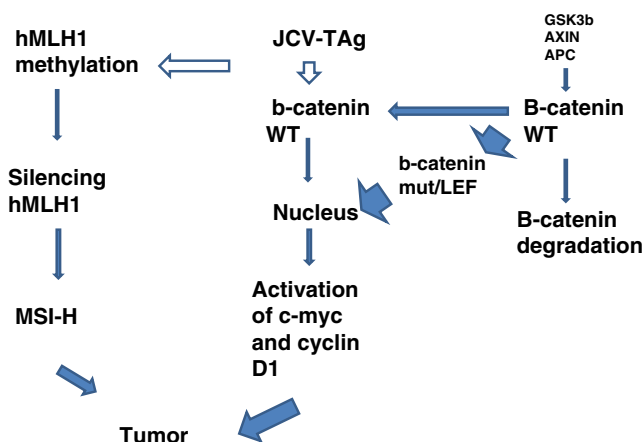 hMLH1
methylation
JCV-TAg
GSK3b
AXIN
APC
b-catenin
WT
B-catenin
WT
b-catenin
mut/LEF
Silencing
hMLH1
Nucleus
B-catenin
degradation
MSI-H
Activation
of c-myc
and cyclin
D1
Tumor